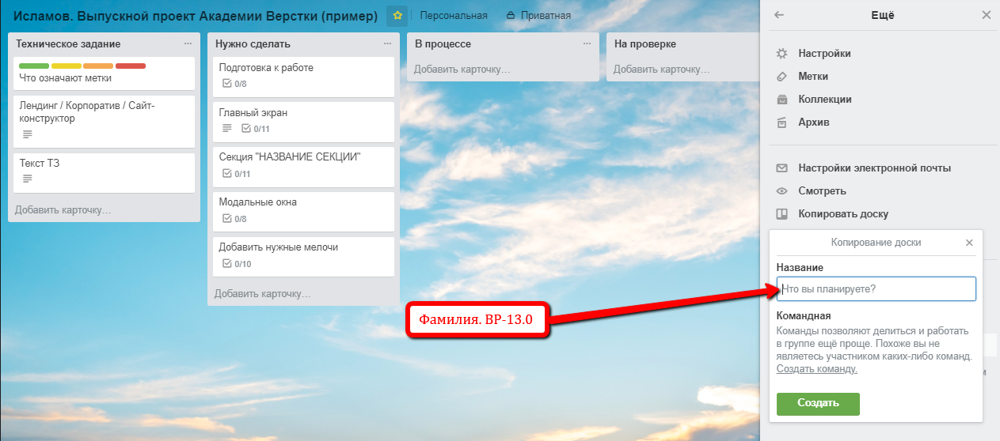 Исламов. Выпускной проект Академии Верстки (пример)
Персональная
Приватная
Техническое задание
Что означают метки
Лендинг / Корпоратив / Сайт-
конструктор
Текст ТЗ
Добавить карточку…
Нужно сделать
Подготовка к работе
0/8
Главный экран
0/11
Секция "НАЗВАНИЕ СЕКЦИИ"
0/11
Модальные окна
0/8
Добавить нужные мелочи
0/10
Добавить карточку…
В процессе
Добавить карточку…
На проверке
Добавить карточку…
Фамилия. ВР-13.0
Ещё
Настройки
Метки
Коллекции
Архив
Настройки электронной почты
Смотреть
Копировать доску
Копирование доски
Название
Что вы планируете?
Командная
Команды позволяют делиться и работать
в группе ещё проще. Похоже вы не
являетесь участником каких-либо команд.
Создать команду.
Создать